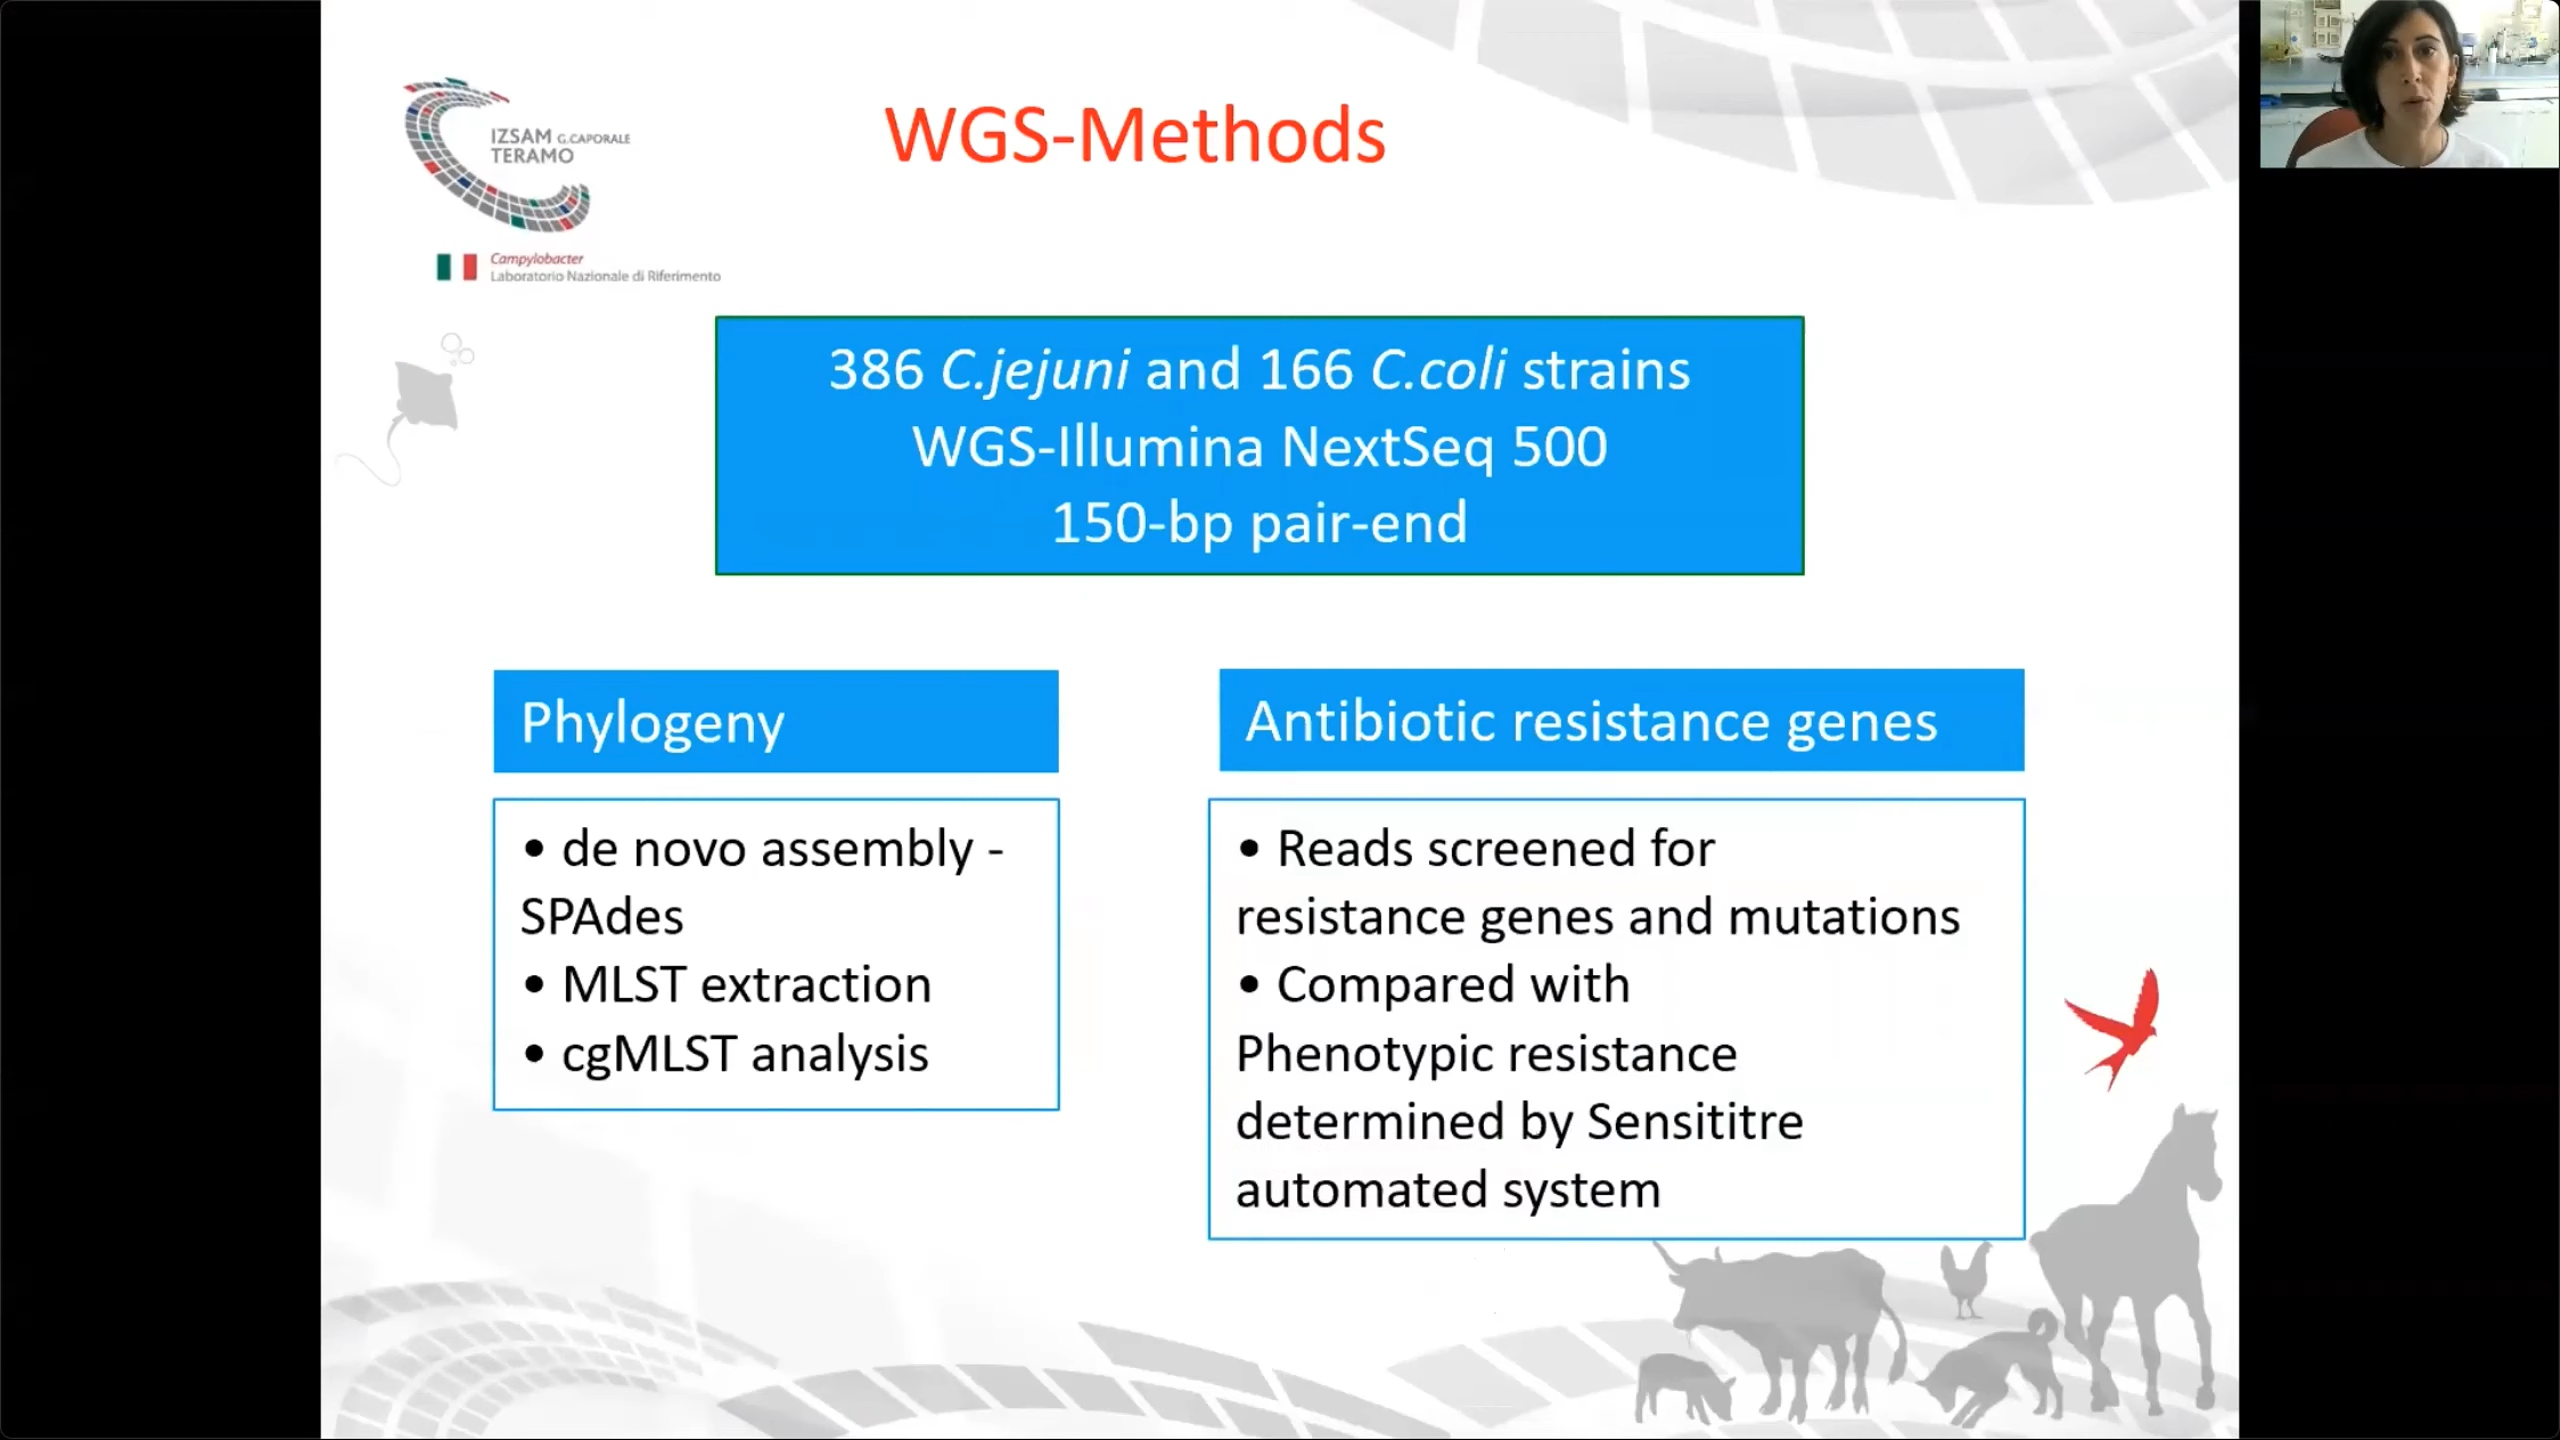 IZSAM G.CAPORALE
TERAMO
Campylobacter
Laboratorio Nazionale di Riferimento
WGS-Methods
386 C.jejuni and 166 C.coli strains
WGS-Illumina NextSeq 500
150-bp pair-end
Phylogeny
• de novo assembly -
SPAdes
• MLST extraction
• cgMLST analysis
Antibiotic resistance genes
• Reads screened for
resistance genes and mutations
• Compared with
Phenotypic resistance
determined by Sensititre
automated system